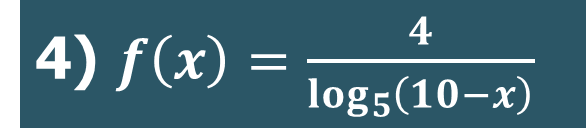 4) f(x) = 4 / log₅(10−x)